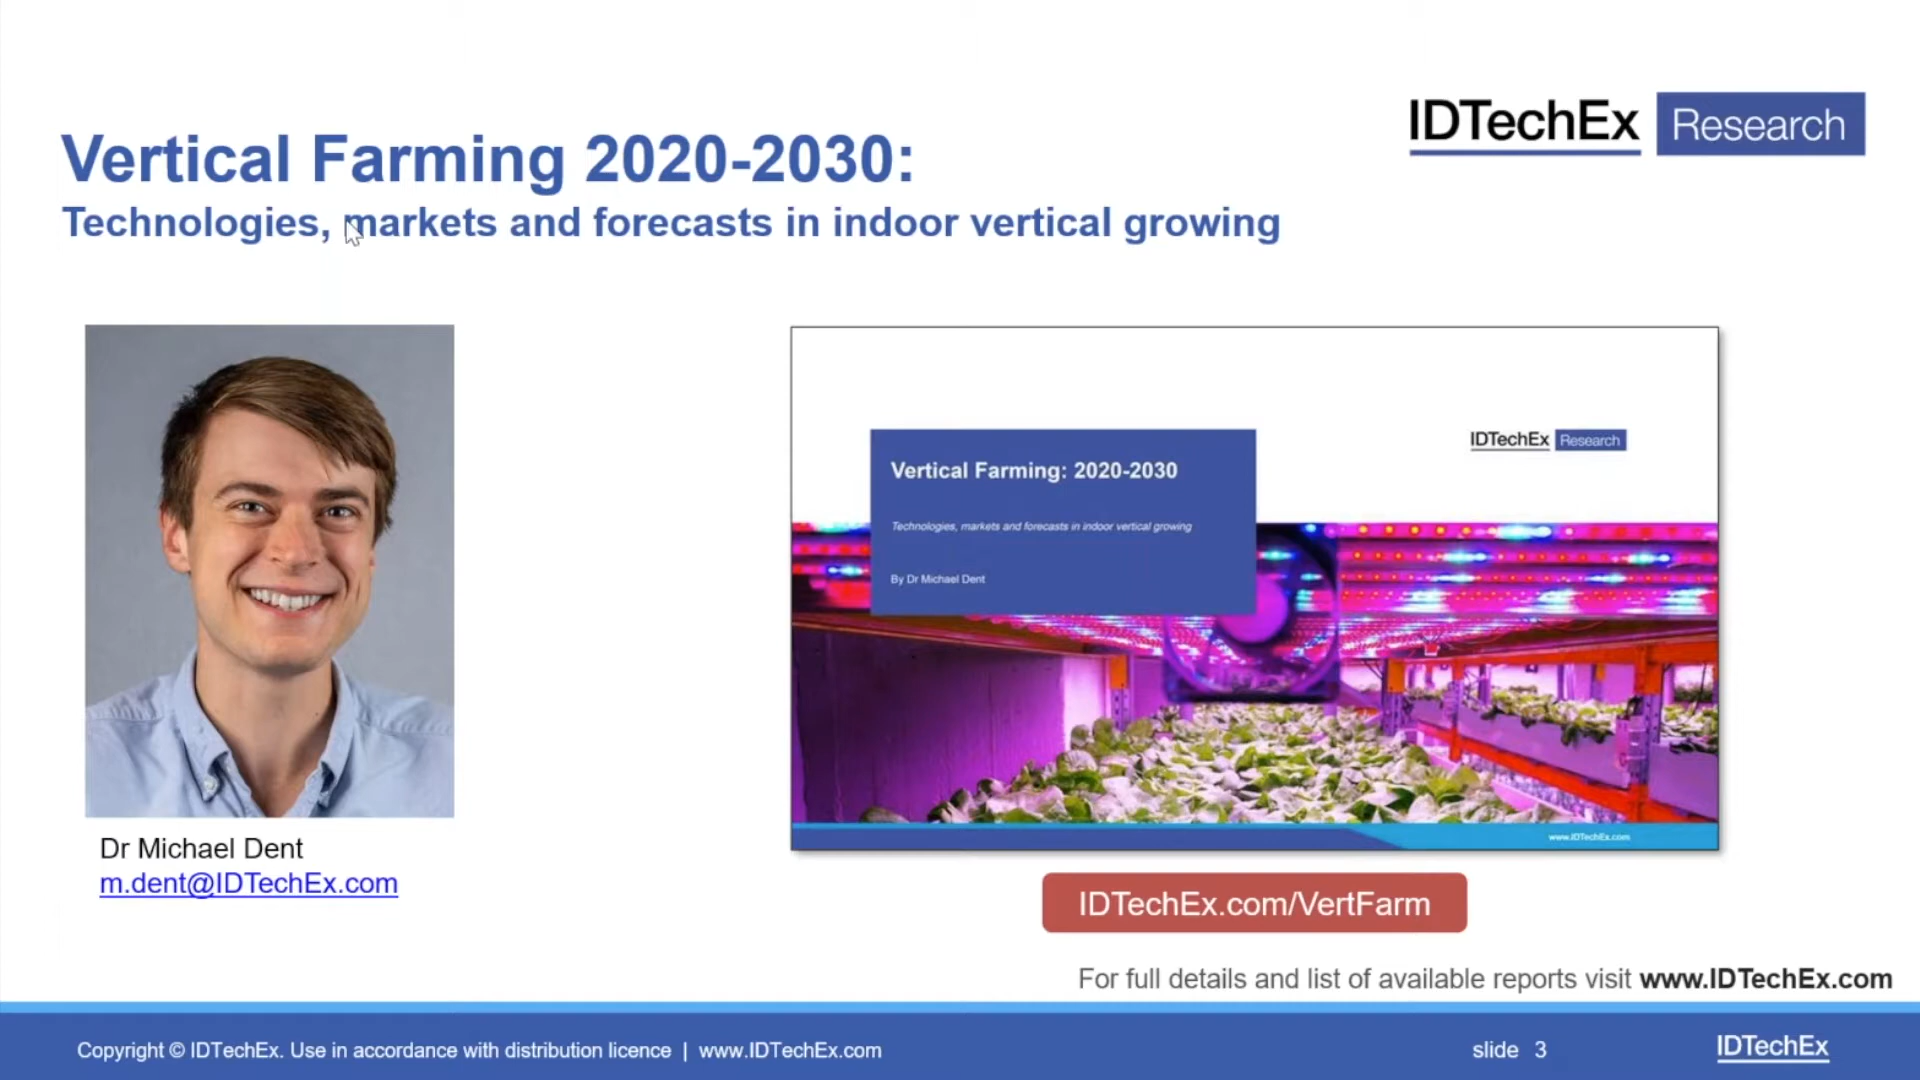 IDTechEx Research
Vertical Farming 2020-2030:
Technologies, markets and forecasts in indoor vertical growing
IDTechEx Research
Vertical Farming: 2020-2030
Technologies, markets and forecasts in indoor vertical growing
By Dr Michael Dent
www.IDTechEx.com
Dr Michael Dent
m.dent@IDTechEx.com
IDTechEx.com/VertFarm
For full details and list of available reports visit www.IDTechEx.com
Copyright © IDTechEx. Use in accordance with distribution licence | www.IDTechEx.com
slide 3
IDTechEx